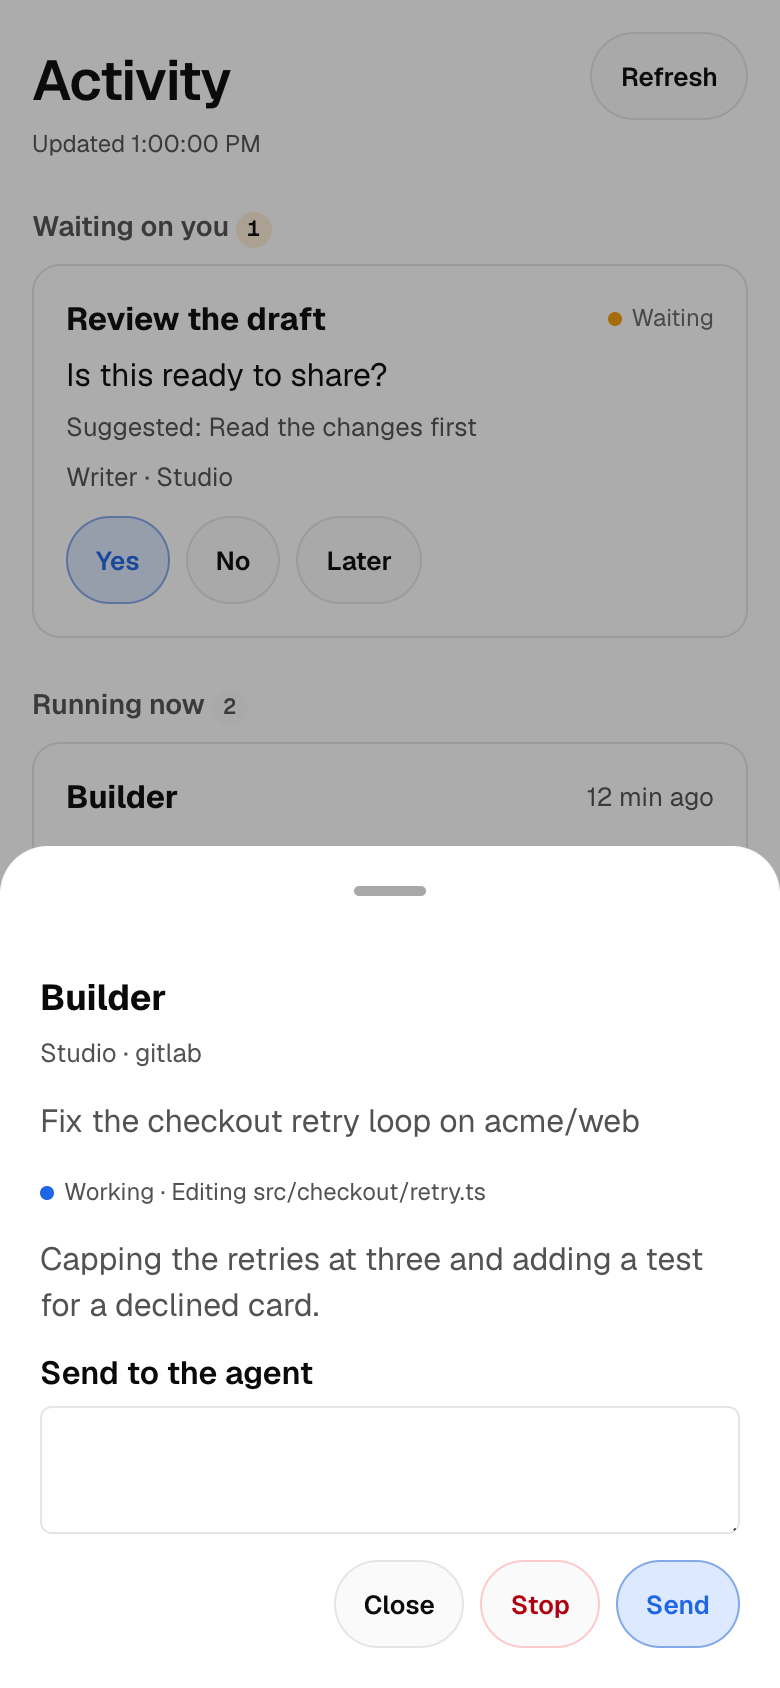 Activity
Refresh
Updated 1:00:00 PM
Waiting on you 1
Review the draft
Waiting
Is this ready to share?
Suggested: Read the changes first
Writer · Studio
Yes
No
Later
Running now 2
Builder
12 min ago
Builder
Studio · gitlab
Fix the checkout retry loop on acme/web
Working · Editing src/checkout/retry.ts
Capping the retries at three and adding a test
for a declined card.
Send to the agent
Close
Stop
Send